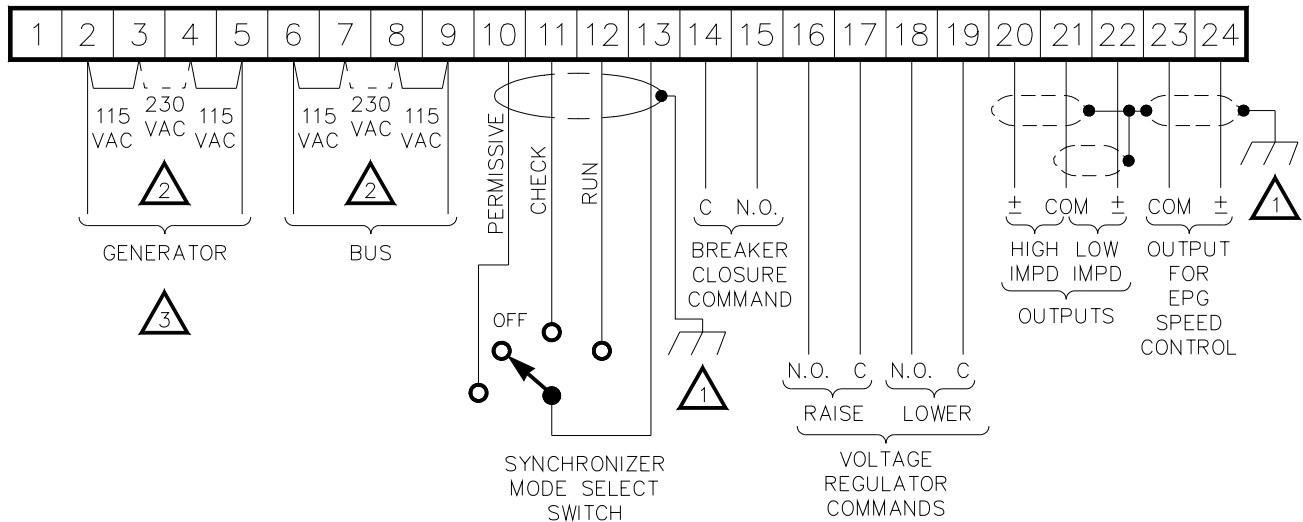 1 2 3 4 5 6 7 8 9 10 11 12 13 14 15 16 17 18 19 20 21 22 23 24
115
VAC
230
VAC
115
VAC
2
GENERATOR
3
115
VAC
230
VAC
115
VAC
2
BUS
PERMISSIVE
CHECK
RUN
OFF
SYNCHRONIZER
MODE SELECT
SWITCH
1
C N.O.
BREAKER
CLOSURE
COMMAND
N.O. C N.O. C
RAISE LOWER
VOLTAGE
REGULATOR
COMMANDS
± COM ±
HIGH
IMPD
LOW
IMPD
OUTPUTS
COM ±
OUTPUT
FOR
EPG
SPEED
CONTROL
1